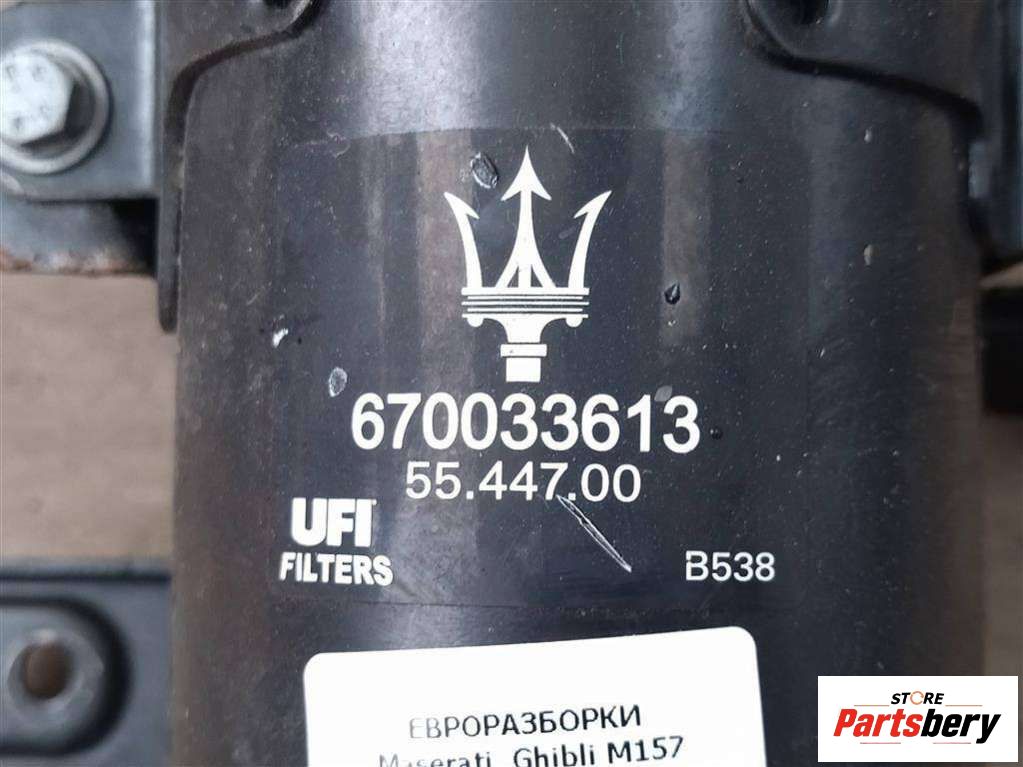 670033613
55.447.00
UFI
FILTERS
B538
ЕВРОРАЗБОРКИ
Maserati Ghibli M157
STORE
Partsbery